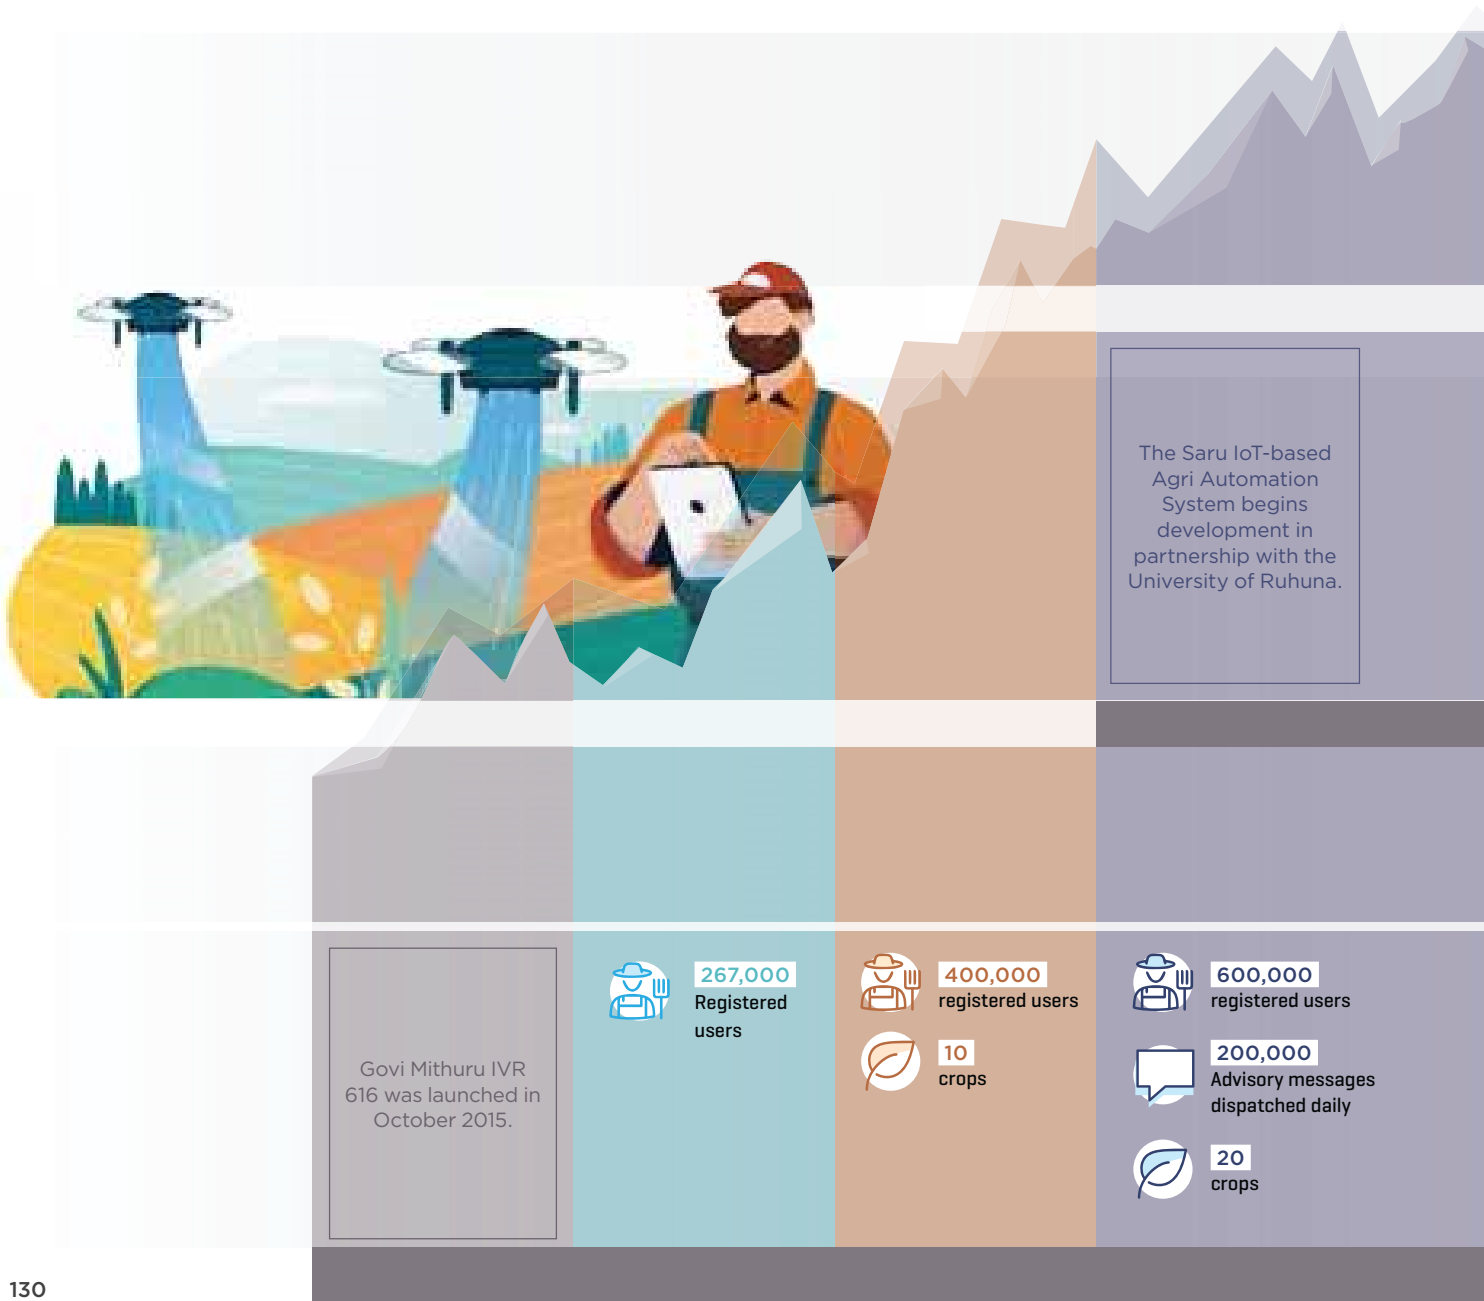 The Saru IoT-based
Agri Automation
System begins
development in
partnership with the
University of Ruhuna.
Govi Mithuru IVR
616 was launched in
October 2015.
267,000
Registered
users
400,000
registered users
10
crops
600,000
registered users
200,000
Advisory messages
dispatched daily
20
crops
130